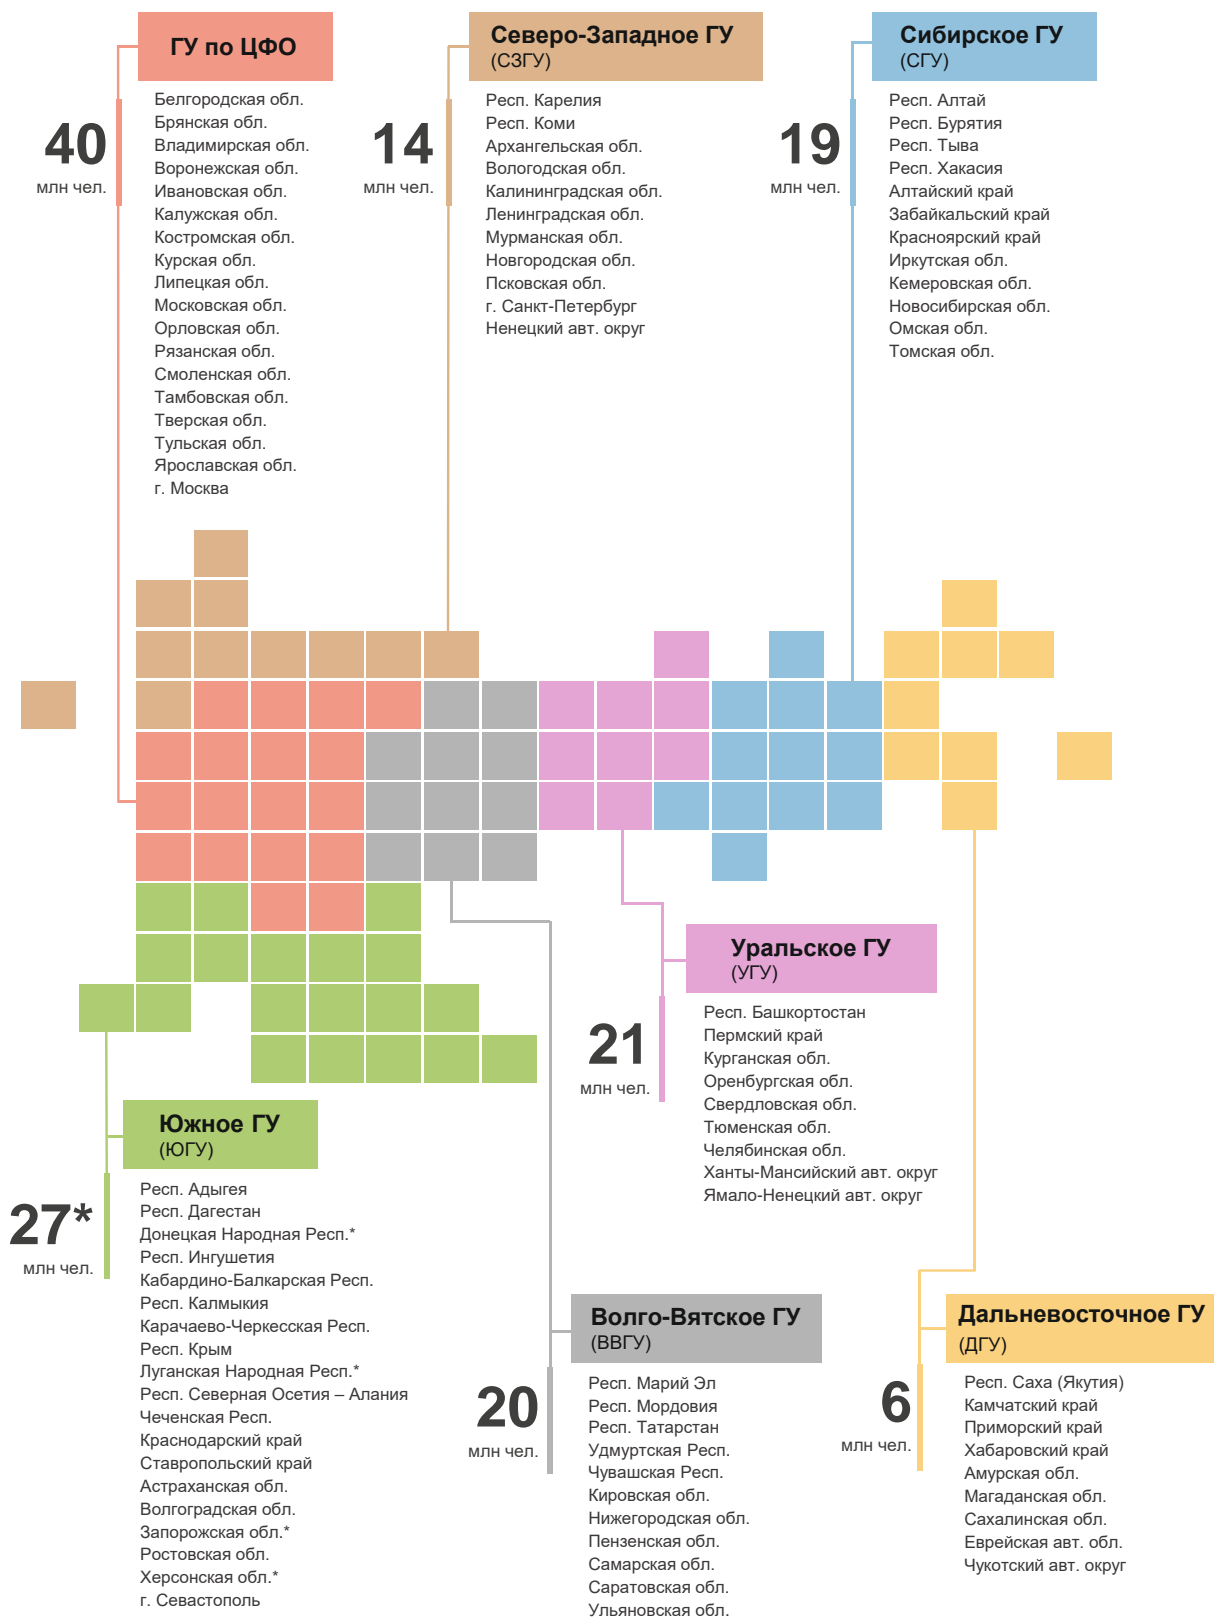 ГУ по ЦФО
40
млн чел.
Белгородская обл.
Брянская обл.
Владимирская обл.
Воронежская обл.
Ивановская обл.
Калужская обл.
Костромская обл.
Курская обл.
Липецкая обл.
Московская обл.
Орловская обл.
Рязанская обл.
Смоленская обл.
Тамбовская обл.
Тверская обл.
Тульская обл.
Ярославская обл.
г. Москва
Северо-Западное ГУ
(СЗГУ)
14
млн чел.
Респ. Карелия
Респ. Коми
Архангельская обл.
Вологодская обл.
Калининградская обл.
Ленинградская обл.
Мурманская обл.
Новгородская обл.
Псковская обл.
г. Санкт-Петербург
Ненецкий авт. округ
Сибирское ГУ
(СГУ)
19
млн чел.
Респ. Алтай
Респ. Бурятия
Респ. Тыва
Респ. Хакасия
Алтайский край
Забайкальский край
Красноярский край
Иркутская обл.
Кемеровская обл.
Новосибирская обл.
Омская обл.
Томская обл.
Уральское ГУ
(УГУ)
21
млн чел.
Респ. Башкортостан
Пермский край
Курганская обл.
Оренбургская обл.
Свердловская обл.
Тюменская обл.
Челябинская обл.
Ханты-Мансийский авт. округ
Ямало-Ненецкий авт. округ
Южное ГУ
(ЮГУ)
27*
млн чел.
Респ. Адыгея
Респ. Дагестан
Донецкая Народная Респ.*
Респ. Ингушетия
Кабардино-Балкарская Респ.
Респ. Калмыкия
Карачаево-Черкесская Респ.
Респ. Крым
Луганская Народная Респ.*
Респ. Северная Осетия – Алания
Чеченская Респ.
Краснодарский край
Ставропольский край
Астраханская обл.
Волгоградская обл.
Запорожская обл.*
Ростовская обл.
Херсонская обл.*
г. Севастополь
Волго-Вятское ГУ
(ВВГУ)
20
млн чел.
Респ. Марий Эл
Респ. Мордовия
Респ. Татарстан
Удмуртская Респ.
Чувашская Респ.
Кировская обл.
Нижегородская обл.
Пензенская обл.
Самарская обл.
Саратовская обл.
Ульяновская обл.
Дальневосточное ГУ
(ДГУ)
6
млн чел.
Респ. Саха (Якутия)
Камчатский край
Приморский край
Хабаровский край
Амурская обл.
Магаданская обл.
Сахалинская обл.
Еврейская авт. обл.
Чукотский авт. округ